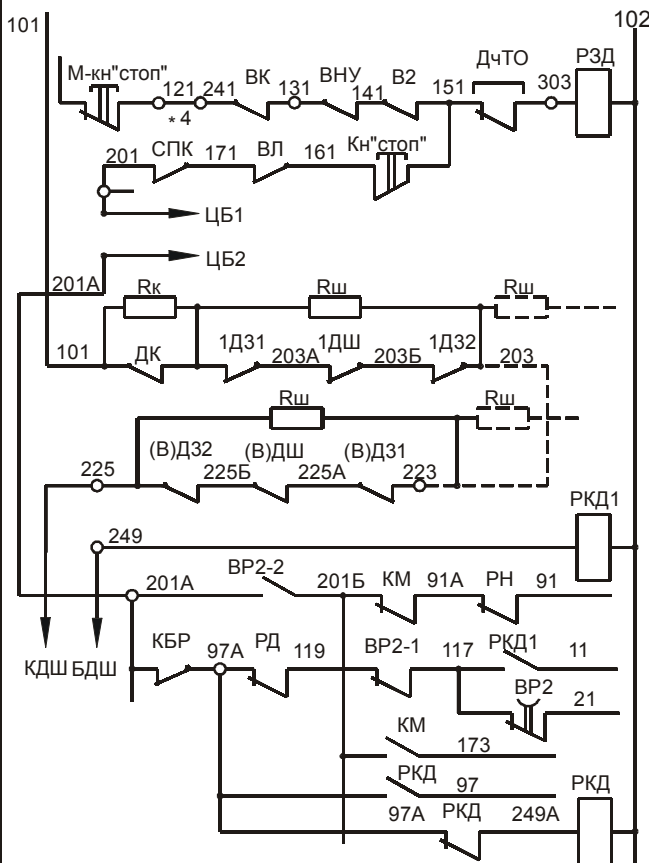 101
102
М-кн"стоп"
121
241
* 4
ВК
131
ВНУ
141
В2
151
ДчТО
303
РЗД
201
СПК
171
ВЛ
161
Кн"стоп"
ЦБ1
ЦБ2
201А
Rк
Rш
Rш
101
ДК
1Д31
203А
1ДШ
203Б
1Д32
203
Rш
Rш
225
(В)Д32
225Б
(В)ДШ
225А
(В)Д31
223
РКД1
249
201А
ВР2-2
201Б
КМ
91А
РН
91
КДШ
БДШ
КБР
97А
РД
119
ВР2-1
117
РКД1
11
ВР2
21
КМ
173
РКД
97
РКД
97А
РКД
249А